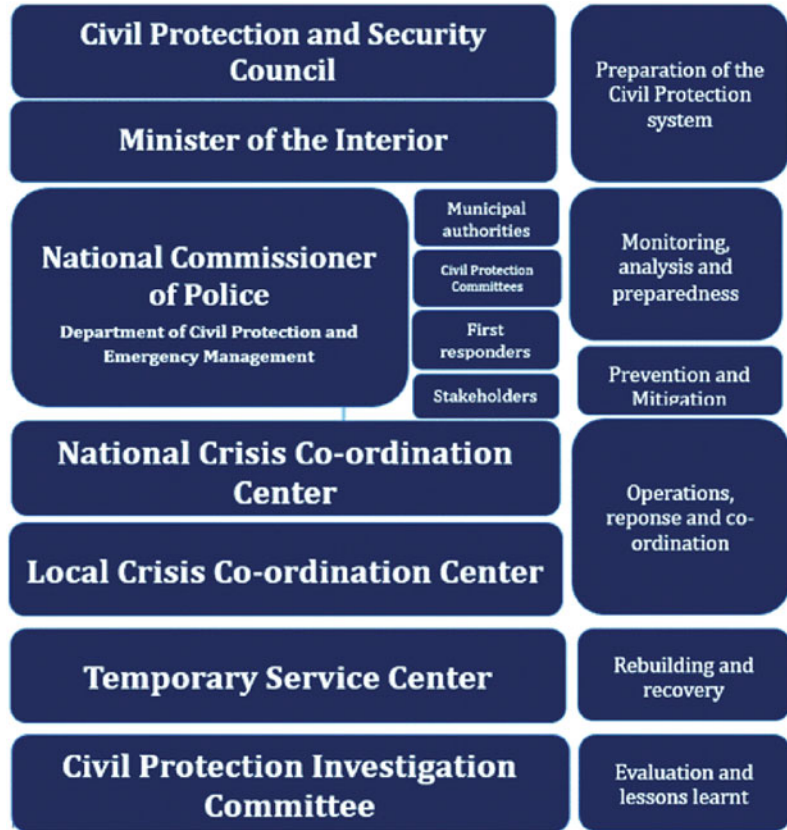 Civil Protection and Security
Council
Preparation of the
Civil Protection
system
Minister of the Interior
National Commissioner
of Police
Department of Civil Protection and
Emergency Management
Municipal
authorities
Civil Protection
Committees
First
responders
Stakeholders
Monitoring,
analysis and
preparedness
Prevention and
Mitigation
National Crisis Co-ordination
Center
Local Crisis Co-ordination Center
Operations,
reponse and co-
ordination
Temporary Service Center
Rebuilding and
recovery
Civil Protection Investigation
Committee
Evaluation and
lessons learnt